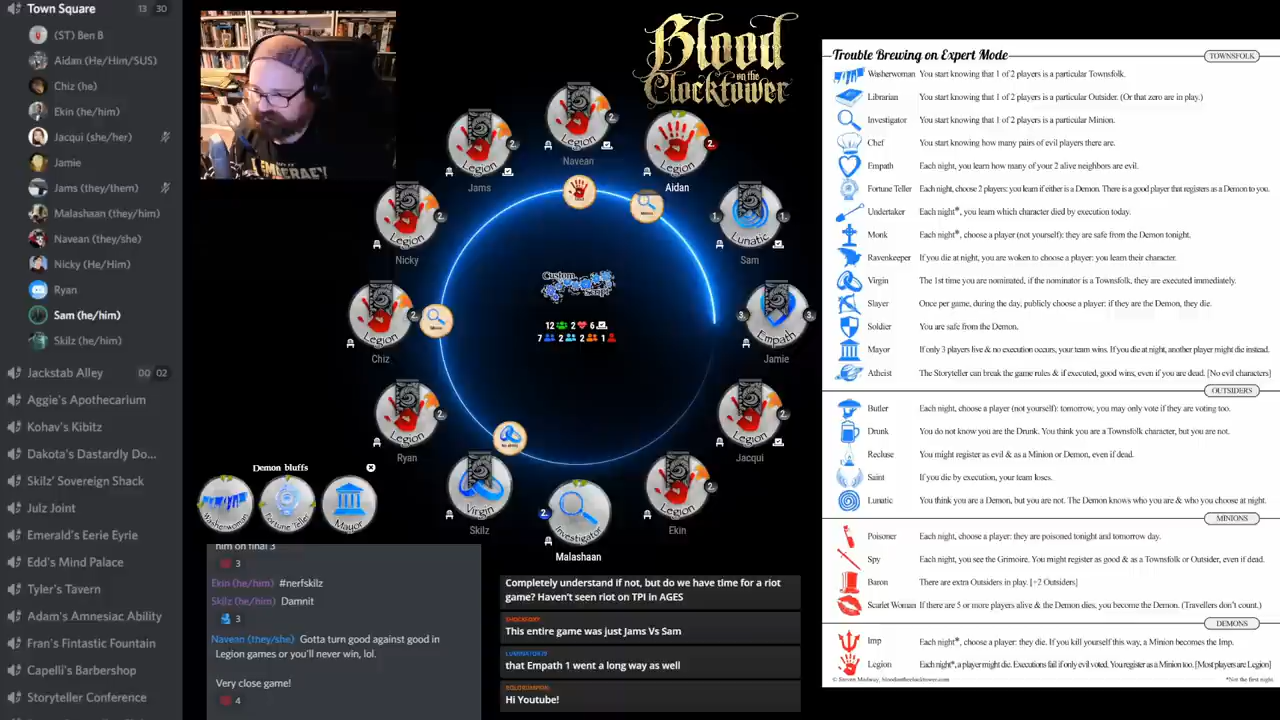 Town Square 13 30
(ST) Ben B
Aidan (He/Him/SUS)
Chiz (he)
Ekin (he/him)
Jacqui (she/her)
Jamie
Jams (they/them)
Malashaan (they/him)
Navean (they/she)
Nicky (He/Him)
Ryan
Sam (he/him)
Skilz (he/him)
Jackstab Alley 00 02
Aggie's Apothecarium
Kohav's Kibitz
Dakota's Dastardly Do...
Skilz' Sovereign Shack
Julz Joint
Emerald's Eerie Eyrie
Edd's Mind Palace
Tyler's Tavern
Adam's Amnesiac Ability
Fran's Fantastic Fountain
Capelli's Barbershop
Storyteller Conference
Blood
on the
Clocktower
Legion
Navean
Legion
Aidan
Lunatic
Sam
Empath
Jamie
Legion
Jacqui
Legion
Ekin
Investigator
Malashaan
Virgin
Skilz
Legion
Ryan
Legion
Chiz
Legion
Nicky
Legion
Jams
Custom
Script
12 2 6
7 2 2 1
Demon bluffs
Washerwoman
Fortune Teller
Mayor
him on final 3
3
Ekin (he/him) #nerfskilz
Skilz (he/him) Damnit
3
Navean (they/she) Gotta turn good against good in
Legion games or you'll never win, lol.
Very close game!
4
Completely understand if not, but do we have time for a riot
game? Haven't seen riot on TPI in AGES
This entire game was just Jams Vs Sam
that Empath 1 went a long way as well
Hi Youtube!
Trouble Brewing on Expert Mode
TOWNSFOLK
Washerwoman You start knowing that 1 of 2 players is a particular Townsfolk.
Librarian You start knowing that 1 of 2 players is a particular Outsider. (Or that zero are in play.)
Investigator You start knowing that 1 of 2 players is a particular Minion.
Chef You start knowing how many pairs of evil players there are.
Empath Each night, you learn how many of your 2 alive neighbors are evil.
Fortune Teller Each night, choose 2 players: you learn if either is a Demon. There is a good player that registers as a Demon to you.
Undertaker Each night*, you learn which character died by execution today.
Monk Each night*, choose a player (not yourself): they are safe from the Demon tonight.
Ravenkeeper If you die at night, you are woken to choose a player: you learn their character.
Virgin The 1st time you are nominated, if the nominator is a Townsfolk, they are executed immediately.
Slayer Once per game, during the day, publicly choose a player: if they are the Demon, they die.
Soldier You are safe from the Demon.
Mayor If only 3 players live & no execution occurs, your team wins. If you die at night, another player might die instead.
Atheist The Storyteller can break the game rules & if executed, good wins, even if you are dead. [No evil characters]
OUTSIDERS
Butler Each night, choose a player (not yourself): tomorrow, you may only vote if they are voting too.
Drunk You do not know you are the Drunk. You think you are a Townsfolk character, but you are not.
Recluse You might register as evil & as a Minion or Demon, even if dead.
Saint If you die by execution, your team loses.
Lunatic You think you are a Demon, but you are not. The Demon knows who you are & who you choose at night.
MINIONS
Poisoner Each night, choose a player: they are poisoned tonight and tomorrow day.
Spy Each night, you see the Grimoire. You might register as good & as a Townsfolk or Outsider, even if dead.
Baron There are extra Outsiders in play. [+2 Outsiders]
Scarlet Woman If there are 5 or more players alive & the Demon dies, you become the Demon. (Travellers don't count.)
DEMONS
Imp Each night*, choose a player: they die. If you kill yourself this way, a Minion becomes the Imp.
Legion Each night*, a player might die. Executions fail if only evil voted. You register as a Minion too. [Most players are Legion]
© Steven Medway, bloodontheclocktower.com
*Not the first night